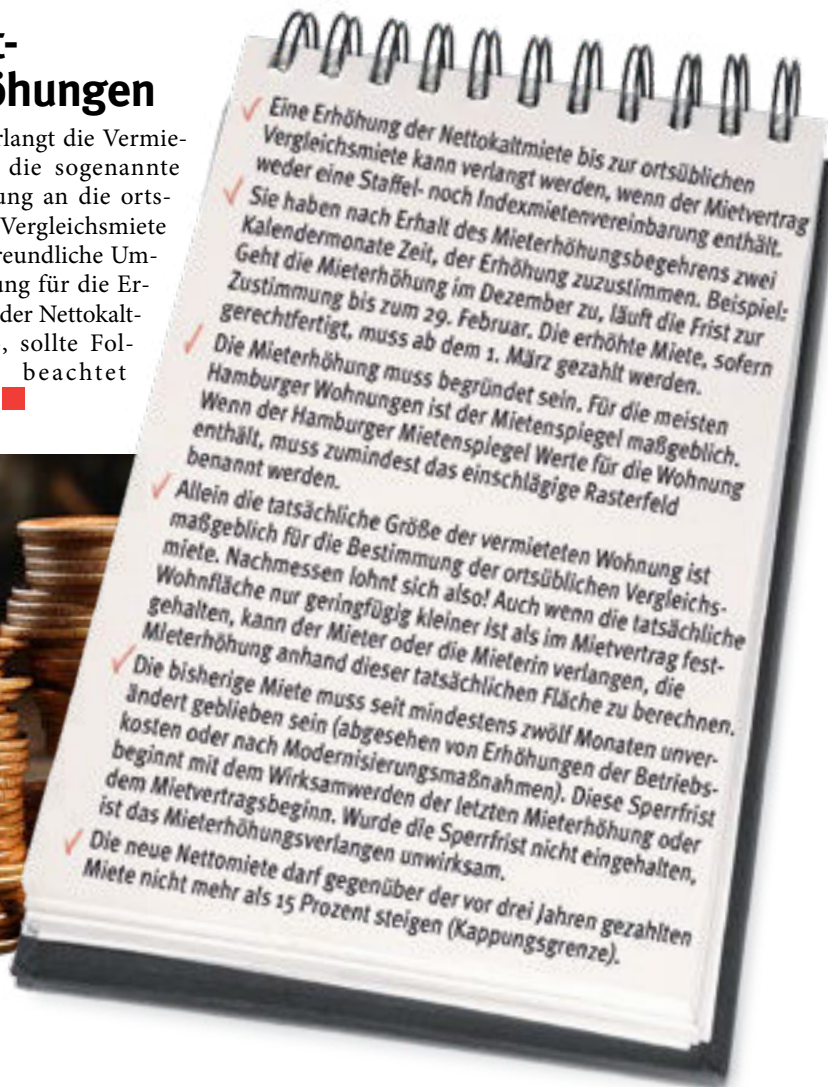 t-
öhungen
rlangt die Vermie-
die sogenannte
ung an die orts-
Vergleichsmiete
reundliche Um-
ung für die Er-
der Nettokalt-
, sollte Fol-
beachtet
✓ Eine Erhöhung der Nettokaltmiete bis zur ortsüblichen
Vergleichsmiete kann verlangt werden, wenn der Mietvertrag
weder eine Staffel- noch Indexmietenvereinbarung enthält.
✓ Sie haben nach Erhalt des Mieterhöhungsbegehrens zwei
Kalendermonate Zeit, der Erhöhung zuzustimmen. Beispiel:
Geht die Mieterhöhung im Dezember zu, läuft die Frist zur
Zustimmung bis zum 29. Februar. Die erhöhte Miete, sofern
gerechtfertigt, muss ab dem 1. März gezahlt werden.
✓ Die Mieterhöhung muss begründet sein. Für die meisten
Hamburger Wohnungen ist der Mietenspiegel maßgeblich.
Wenn der Hamburger Mietenspiegel Werte für die Wohnung
enthält, muss zumindest das einschlägige Rasterfeld
benannt werden.
✓ Allein die tatsächliche Größe der vermieteten Wohnung ist
maßgeblich für die Bestimmung der ortsüblichen Vergleichs-
miete. Nachmessen lohnt sich also! Auch wenn die tatsächliche
Wohnfläche nur geringfügig kleiner ist als im Mietvertrag fest-
gehalten, kann der Mieter oder die Mieterin verlangen, die
Mieterhöhung anhand dieser tatsächlichen Fläche zu berechnen.
✓ Die bisherige Miete muss seit mindestens zwölf Monaten unver-
ändert geblieben sein (abgesehen von Erhöhungen der Betriebs-
kosten oder nach Modernisierungsmaßnahmen). Diese Sperrfrist
beginnt mit dem Wirksamwerden der letzten Mieterhöhung oder
dem Mietvertragsbeginn. Wurde die Sperrfrist nicht eingehalten,
ist das Mieterhöhungsverlangen unwirksam.
✓ Die neue Nettomiete darf gegenüber der vor drei Jahren gezahlten
Miete nicht mehr als 15 Prozent steigen (Kappungsgrenze).